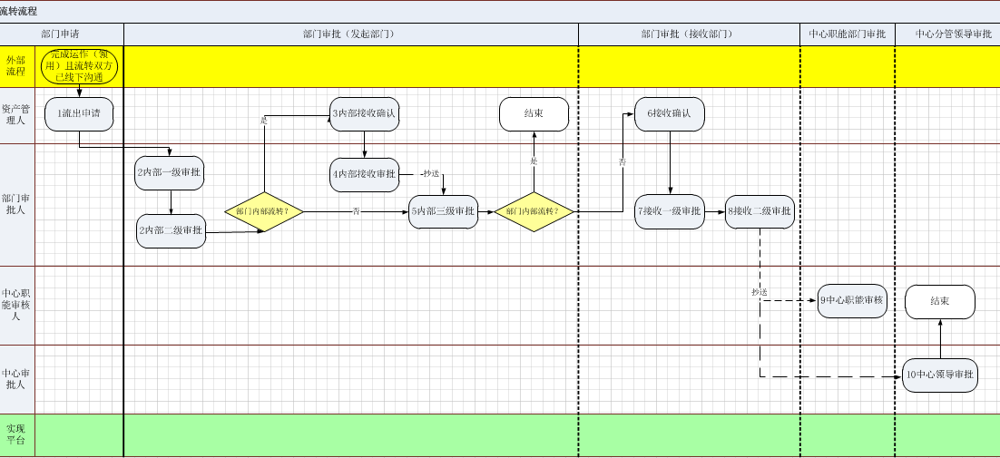 流转流程
部门申请
部门审批（发起部门）
部门审批（接收部门）
中心职能部门审批
中心分管领导审批
外部
流程
完成运作（领
用）且流转双方
已线下沟通
资产管
理人
1流出申请
是
3内部接收确认
结束
6接收确认
部门审
批人
2内部一级审批
4内部接收审批
抄送
是
否
部门内部流转？
否
5内部三级审批
部门内部流转？
7接收一级审批
8接收二级审批
2内部二级审批
中心职
能审核
人
抄送
9中心职能审核
结束
中心审
批人
10中心领导审批
实现
平台